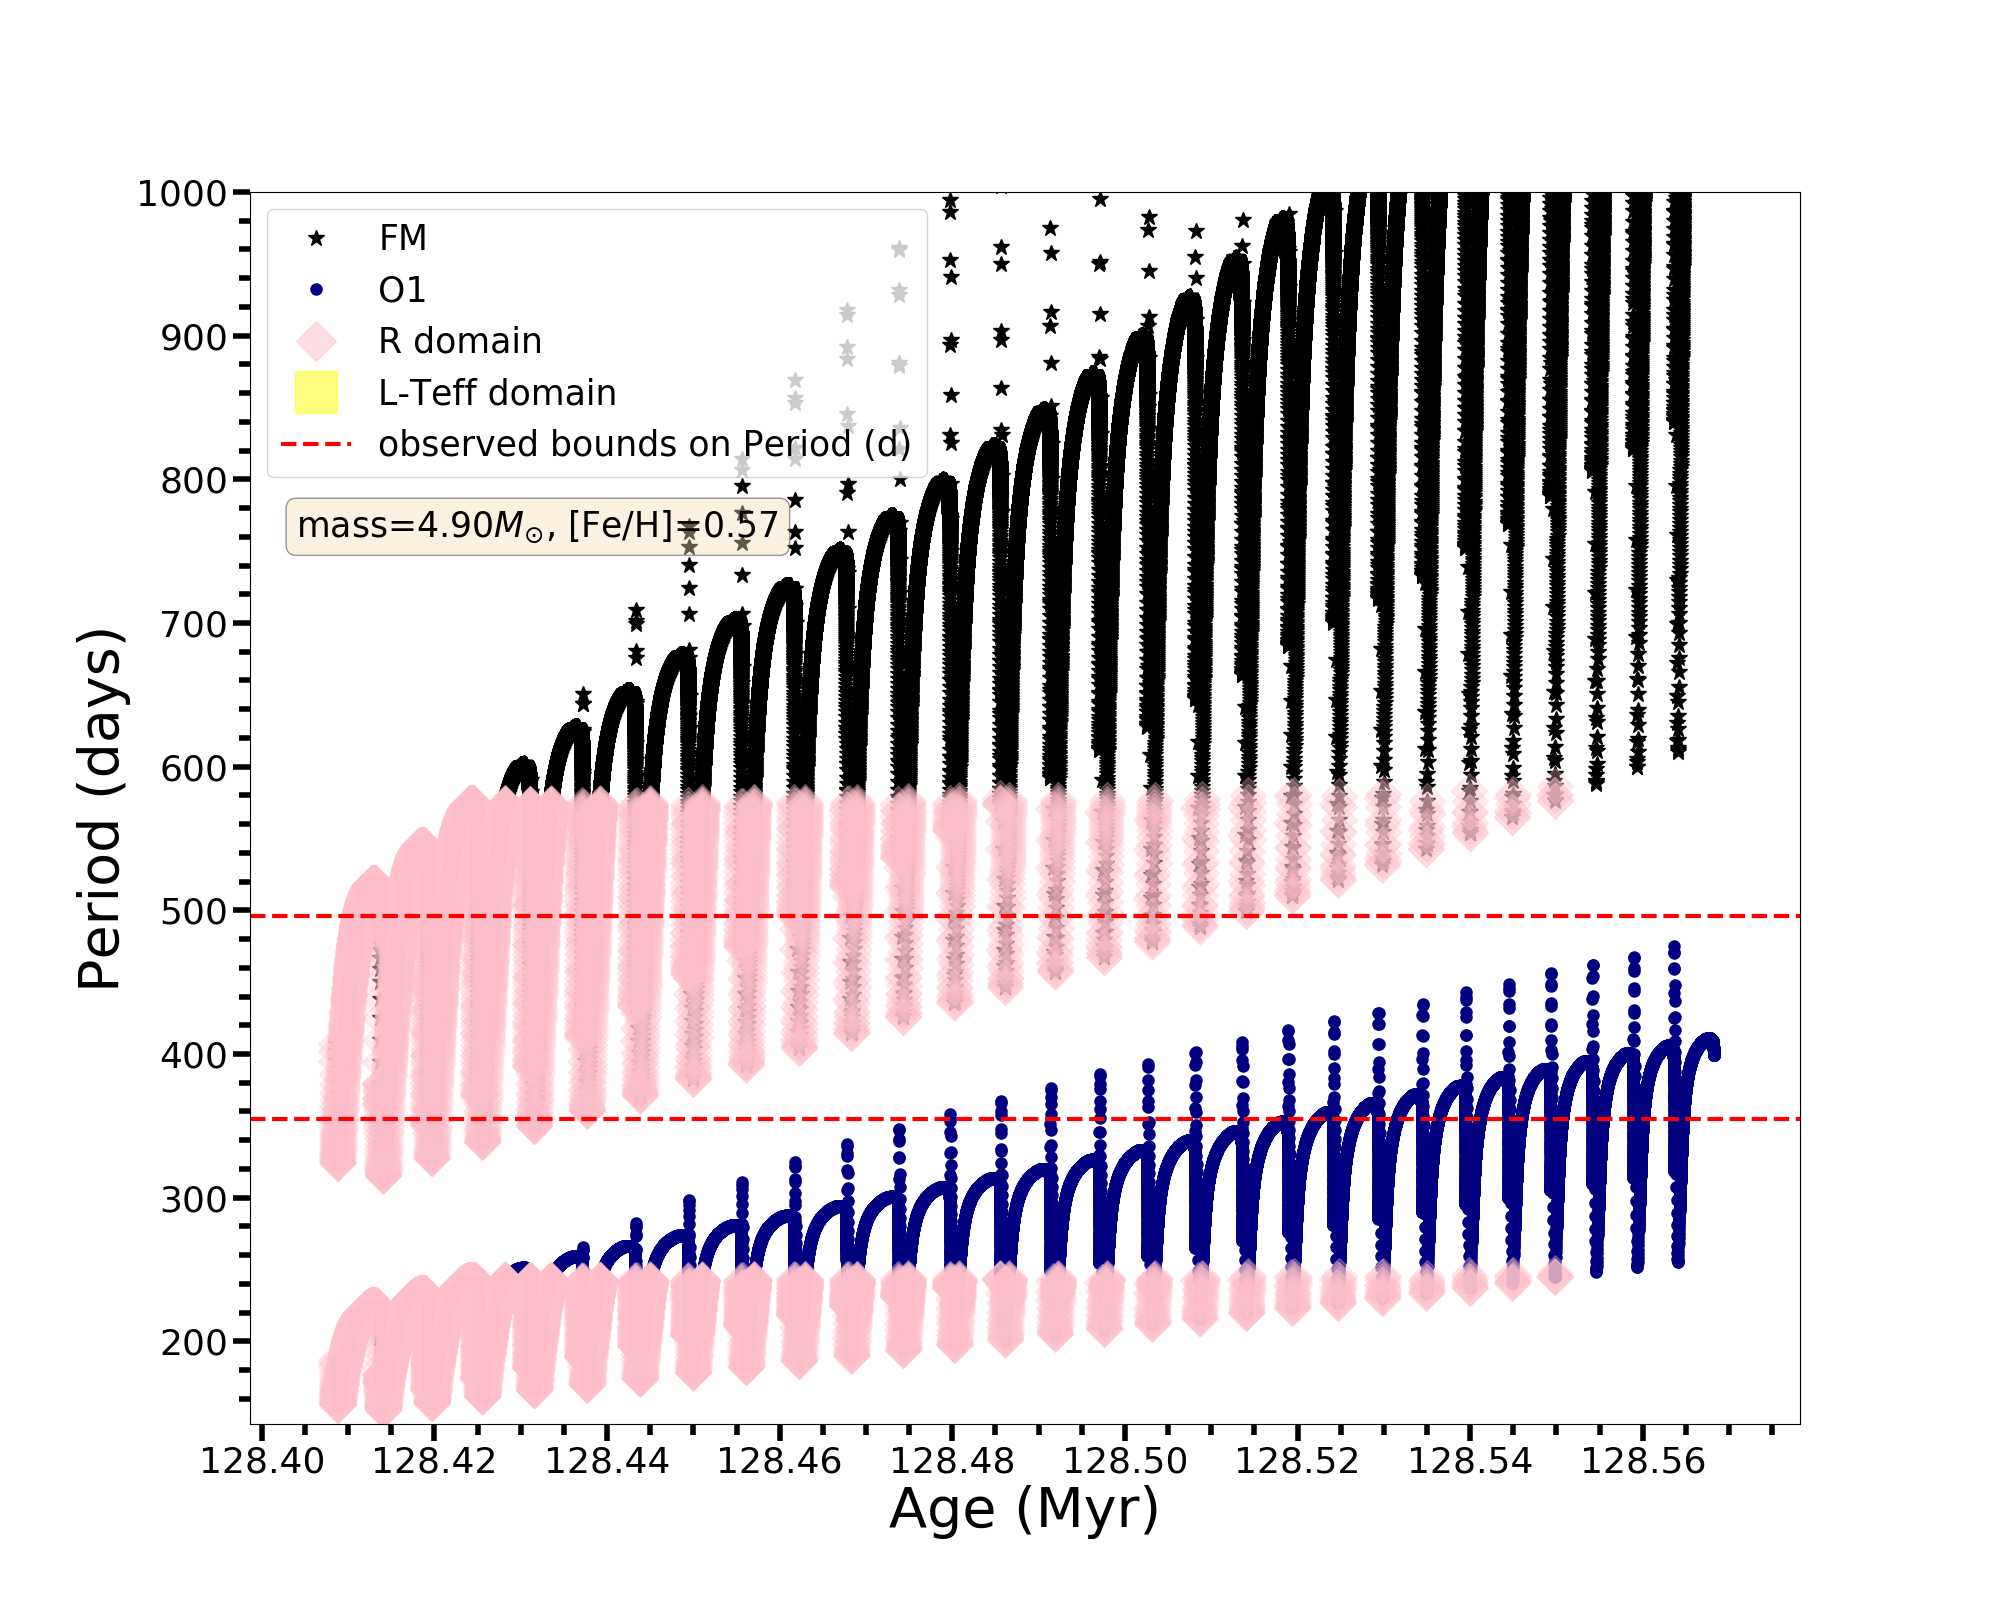 1000
900
800
700
600
500
400
300
200
Period (days)
FM
O1
R domain
L-Teff domain
observed bounds on Period (d)
mass=4.90M⊙, [Fe/H]=0.57
128.40 128.42 128.44 128.46 128.48 128.50 128.52 128.54 128.56
Age (Myr)